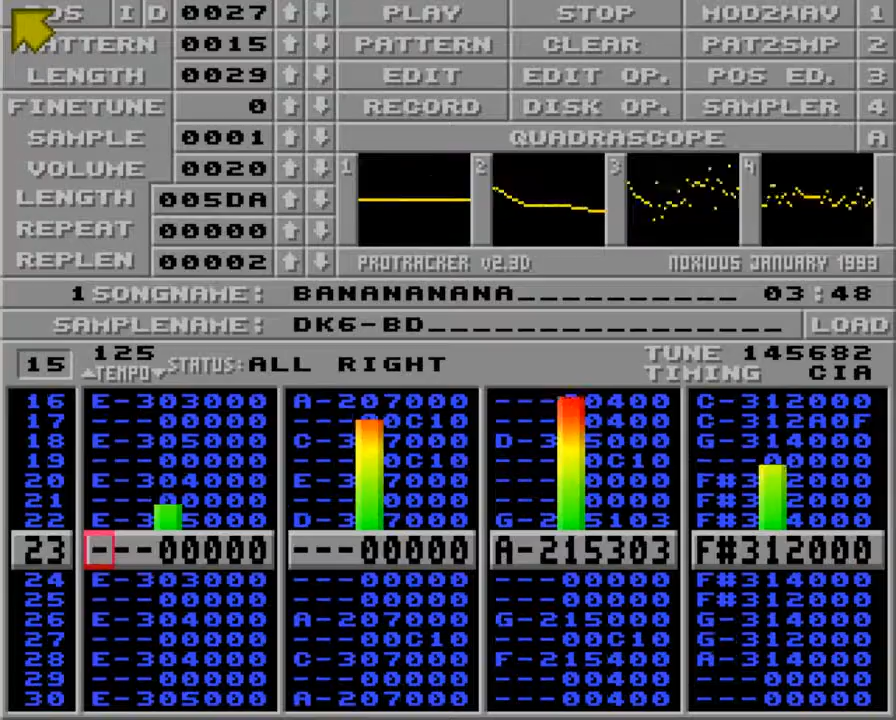 POS I D 0027 PLAY STOP MOD2WAV 1
PATTERN 0015 PATTERN CLEAR PAT2SMP 2
LENGTH 0029 EDIT EDIT OP. POS ED. 3
FINETUNE 0 RECORD DISK OP. SAMPLER 4
SAMPLE 0001 QUADRASCOPE A
VOLUME 0020 1 2 3 4
LENGTH 005DA
REPEAT 00000
REPLEN 00002 PROTRACKER v2.3D NOXIOUS JANUARY 1993
1 SONGNAME: BANANANANA__________ 03:48
SAMPLENAME: DK6-BD________________ LOAD
15 125 TEMPO STATUS: ALL RIGHT TUNE 145682
TIMING CIA
16 E-303000 A-207000 ---00400 C-312000
17 ---00000 ---00C10 C-312A0F
18 E-305000 C-307000 D-305000 G-314000
19 ---00000 ---00C10 ---00C10 ---00000
20 E-304000 E-307000 ---00400
21 ---00000 ---00000 ---00000
22 E-305000 G-215103
23 ---00000 ---00000 A-215303 F#312000
24 E-303000 ---00000 ---00000 F#314000
25 ---00000 ---00000 ---00000 F#312000
26 E-304000 A-207000 G-215000 G-314000
27 ---00000 ---00C10 ---00C10 G-312000
28 E-304000 C-307000 F-215400 A-314000
29 ---00000 ---00000 ---00400 ---00000
30 E-305000 A-207000 ---00400 ---00000